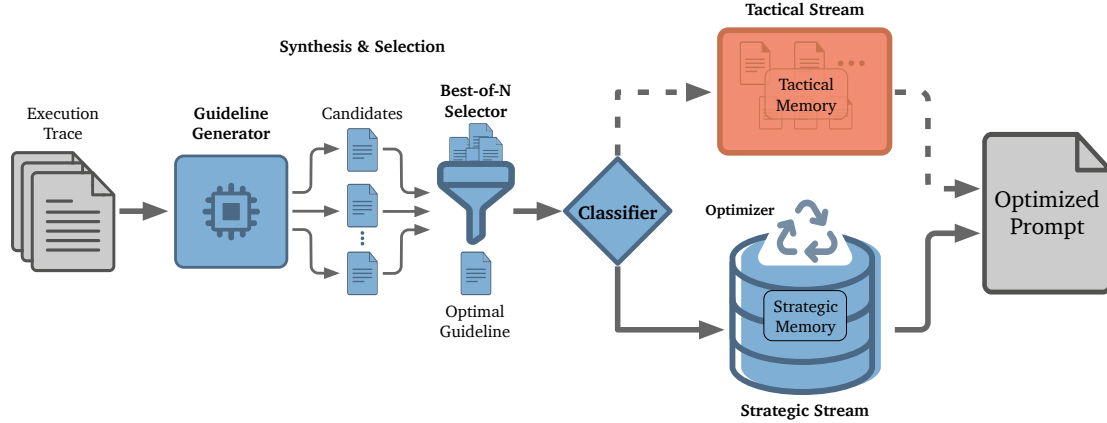 Synthesis & Selection
Execution
Trace
Guideline
Generator
Candidates
Best-of-N
Selector
Optimal
Guideline
Classifier
Tactical Stream
Tactical
Memory
Optimizer
Strategic
Memory
Strategic Stream
Optimized
Prompt